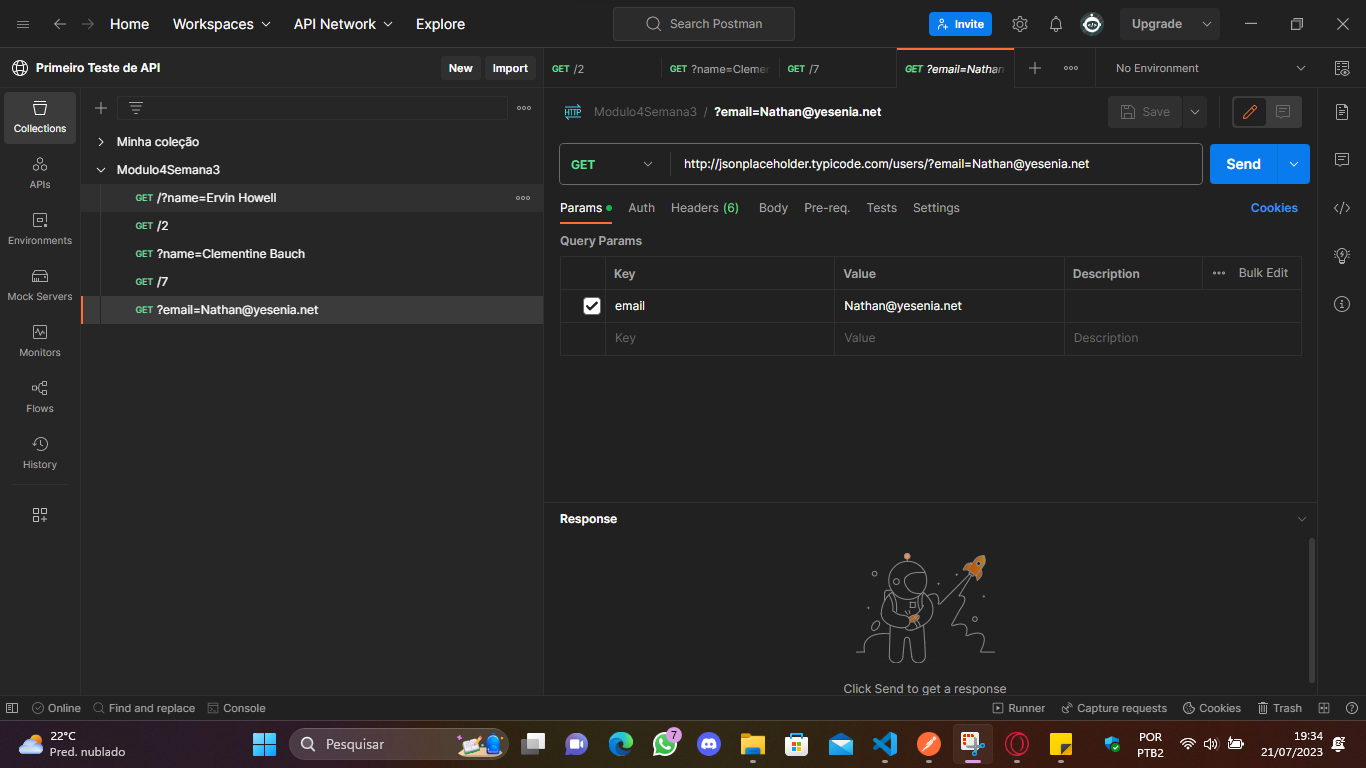 Home
Workspaces
API Network
Explore
Search Postman
Invite
Upgrade
Primeiro Teste de API
New
Import
GET /2
GET ?name=Clemen
GET /7
GET ?email=Nathan
No Environment
Collections
APIs
Environments
Mock Servers
Monitors
Flows
History
Minha coleção
Modulo4Semana3
GET /?name=Ervin Howell
GET /2
GET ?name=Clementine Bauch
GET /7
GET ?email=Nathan@yesenia.net
HTTP
Modulo4Semana3 / ?email=Nathan@yesenia.net
Save
GET
http://jsonplaceholder.typicode.com/users/?email=Nathan@yesenia.net
Send
Params
Auth
Headers (6)
Body
Pre-req.
Tests
Settings
Cookies
Query Params
Key
Value
Description
Bulk Edit
email
Nathan@yesenia.net
Key
Value
Description
Response
Click Send to get a response
Online
Find and replace
Console
Runner
Capture requests
Cookies
Trash
22°C
Pred. nublado
Pesquisar
7
POR
PTB2
19:34
21/07/2023